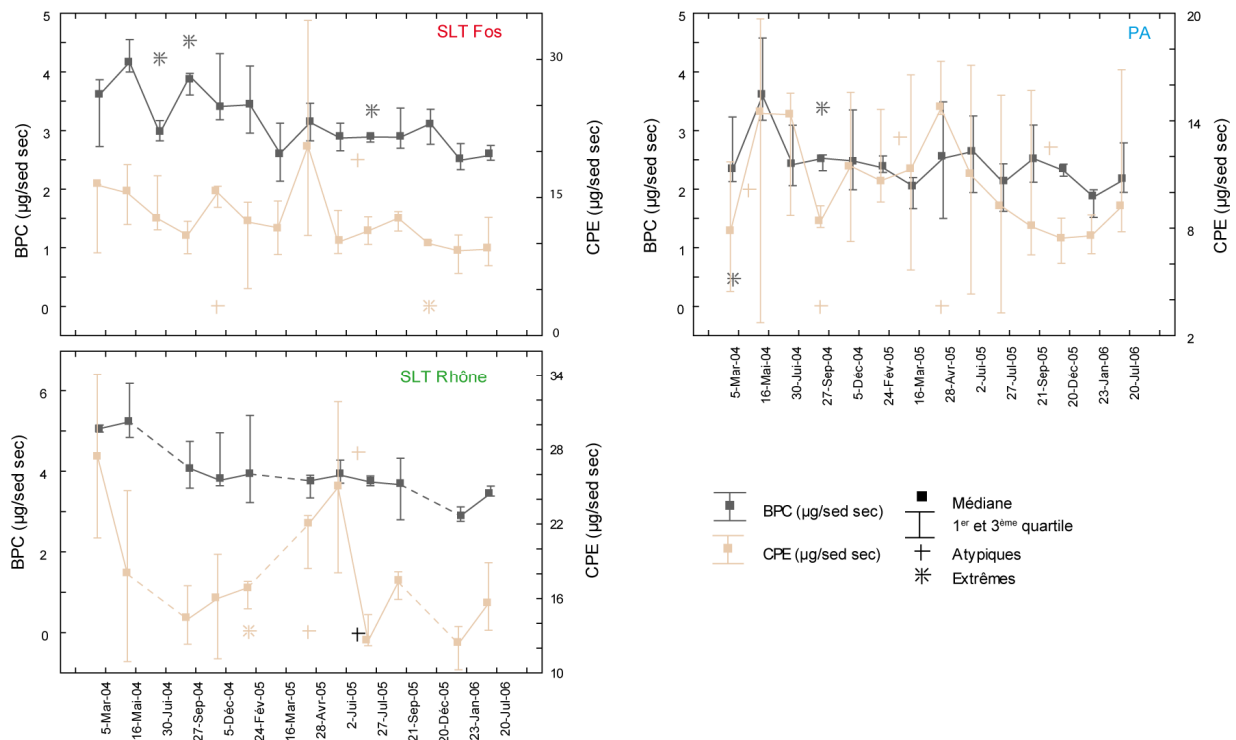 SLT Fos
BPC (µg/sed sec)
5
4
3
2
1
0
CPE (µg/sed sec)
30
15
0
PA
BPC (µg/sed sec)
5
4
3
2
1
0
CPE (µg/sed sec)
20
14
8
2
5-Mar-04
16-Mai-04
30-Jui-04
27-Sep-04
5-Déc-04
24-Fév-05
16-Mar-05
28-Avr-05
2-Jui-05
27-Jul-05
21-Sep-05
20-Déc-05
23-Jan-06
20-Jul-06
SLT Rhône
BPC (µg/sed sec)
6
4
2
0
CPE (µg/sed sec)
34
28
22
16
10
5-Mar-04
16-Mai-04
30-Jui-04
27-Sep-04
5-Déc-04
24-Fév-05
16-Mar-05
28-Avr-05
2-Jui-05
27-Jul-05
21-Sep-05
20-Déc-05
23-Jan-06
20-Jul-06
BPC (µg/sed sec)
CPE (µg/sed sec)
Médiane
1er et 3ème quartile
Atypiques
Extrêmes